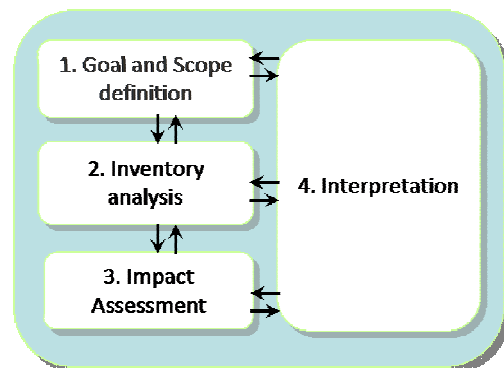 1. Goal and Scope
definition
2. Inventory
analysis
3. Impact
Assessment
4. Interpretation